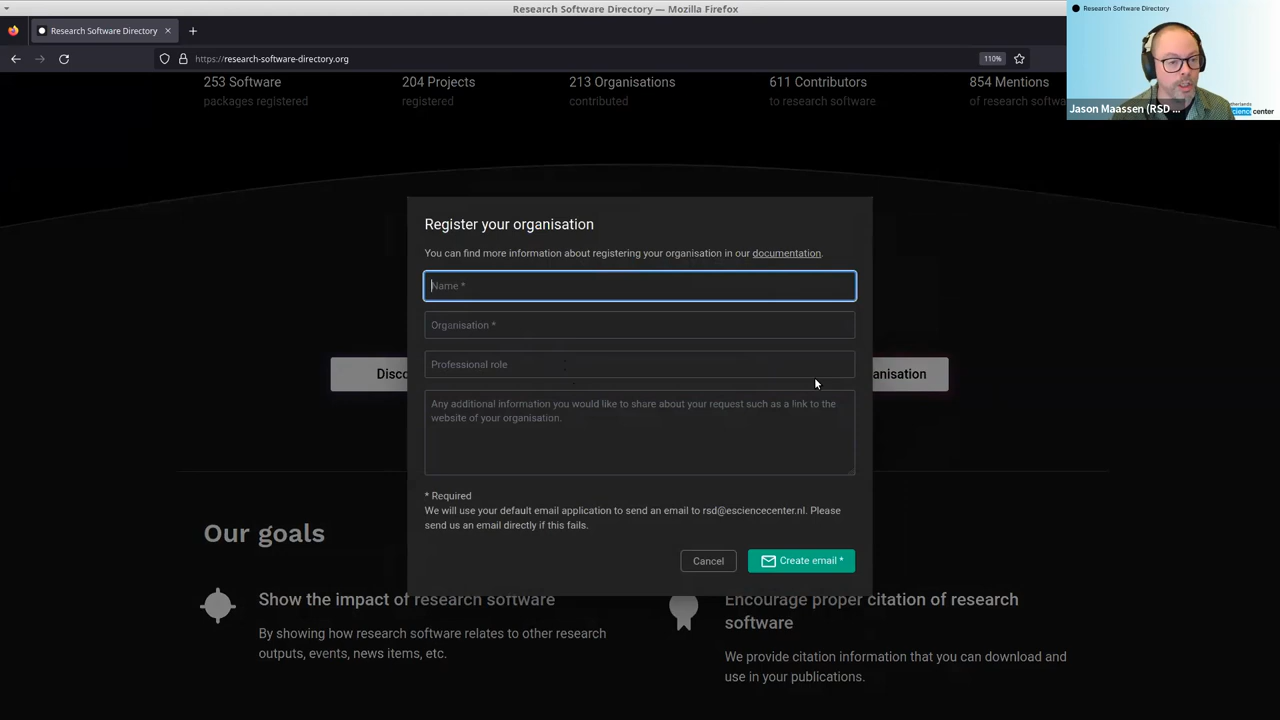 Research Software Directory — Mozilla Firefox
Research Software Directory
Research Software Directory
https://research-software-directory.org
110%
253 Software
204 Projects
213 Organisations
611 Contributors
854 Mentions
packages registered
registered
contributed
to research software
of research softwa
Jason Maassen (RSD ...
center
Register your organisation
You can find more information about registering your organisation in our documentation.
Name *
Organisation *
Professional role
Disco
anisation
Any additional information you would like to share about your request such as a link to the
website of your organisation.
* Required
We will use your default email application to send an email to rsd@esciencecenter.nl. Please
send us an email directly if this fails.
Cancel
Create email *
Our goals
Show the impact of research software
By showing how research software relates to other research
outputs, events, news items, etc.
Encourage proper citation of research
software
We provide citation information that you can download and
use in your publications.